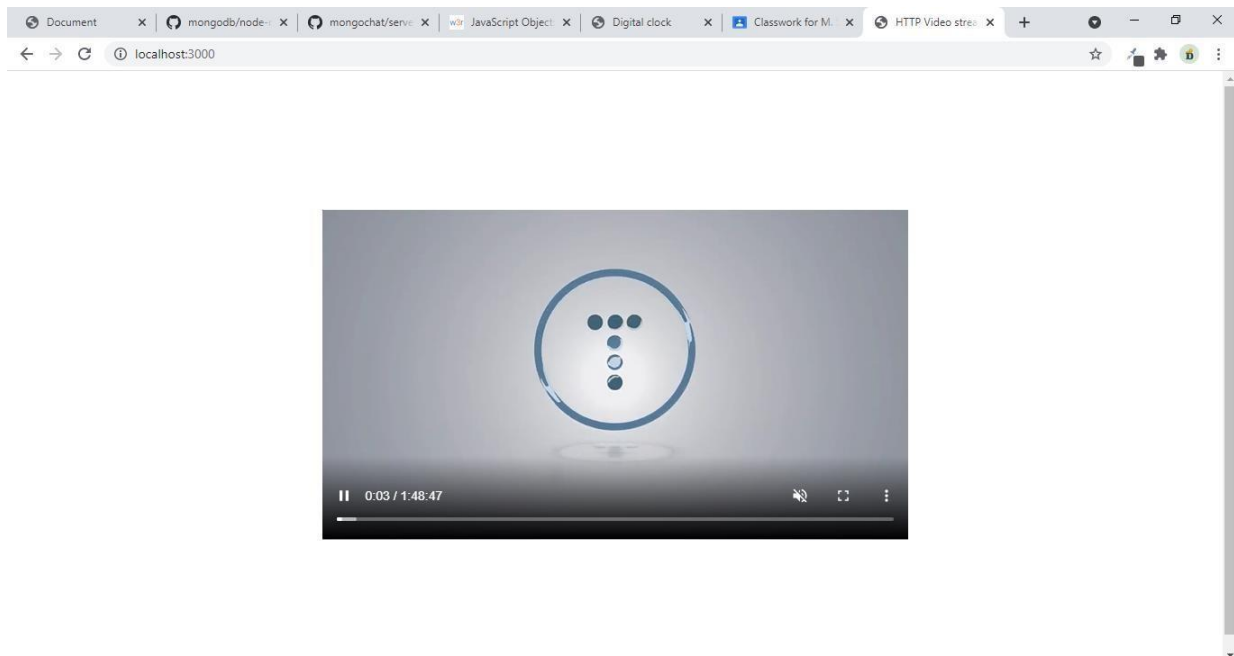 Document
mongodb/node-
mongochat/serve
w3r JavaScript Object
Digital clock
Classwork for M.
HTTP Video strea
localhost:3000
0:03 / 1:48:47